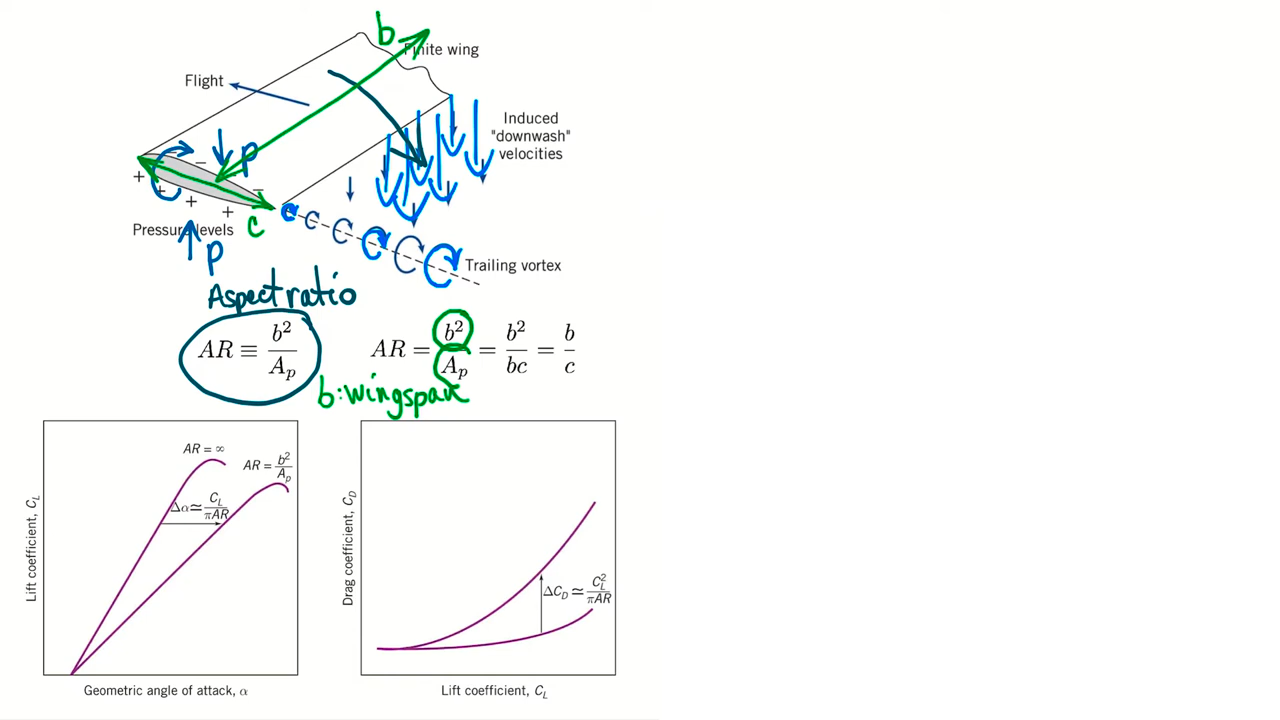 b
Finite wing
Flight
Induced
"downwash"
velocities
p
c
Pressure levels
p
Trailing vortex
Aspect ratio
AR ≡ b² / A_p
AR = b² / A_p = b² / bc = b / c
b: wingspan
AR = ∞
AR = b² / A_p
Δα ≃ C_L / πAR
Lift coefficient, C_L
Geometric angle of attack, α
Drag coefficient, C_D
ΔC_D ≃ C_L² / πAR
Lift coefficient, C_L